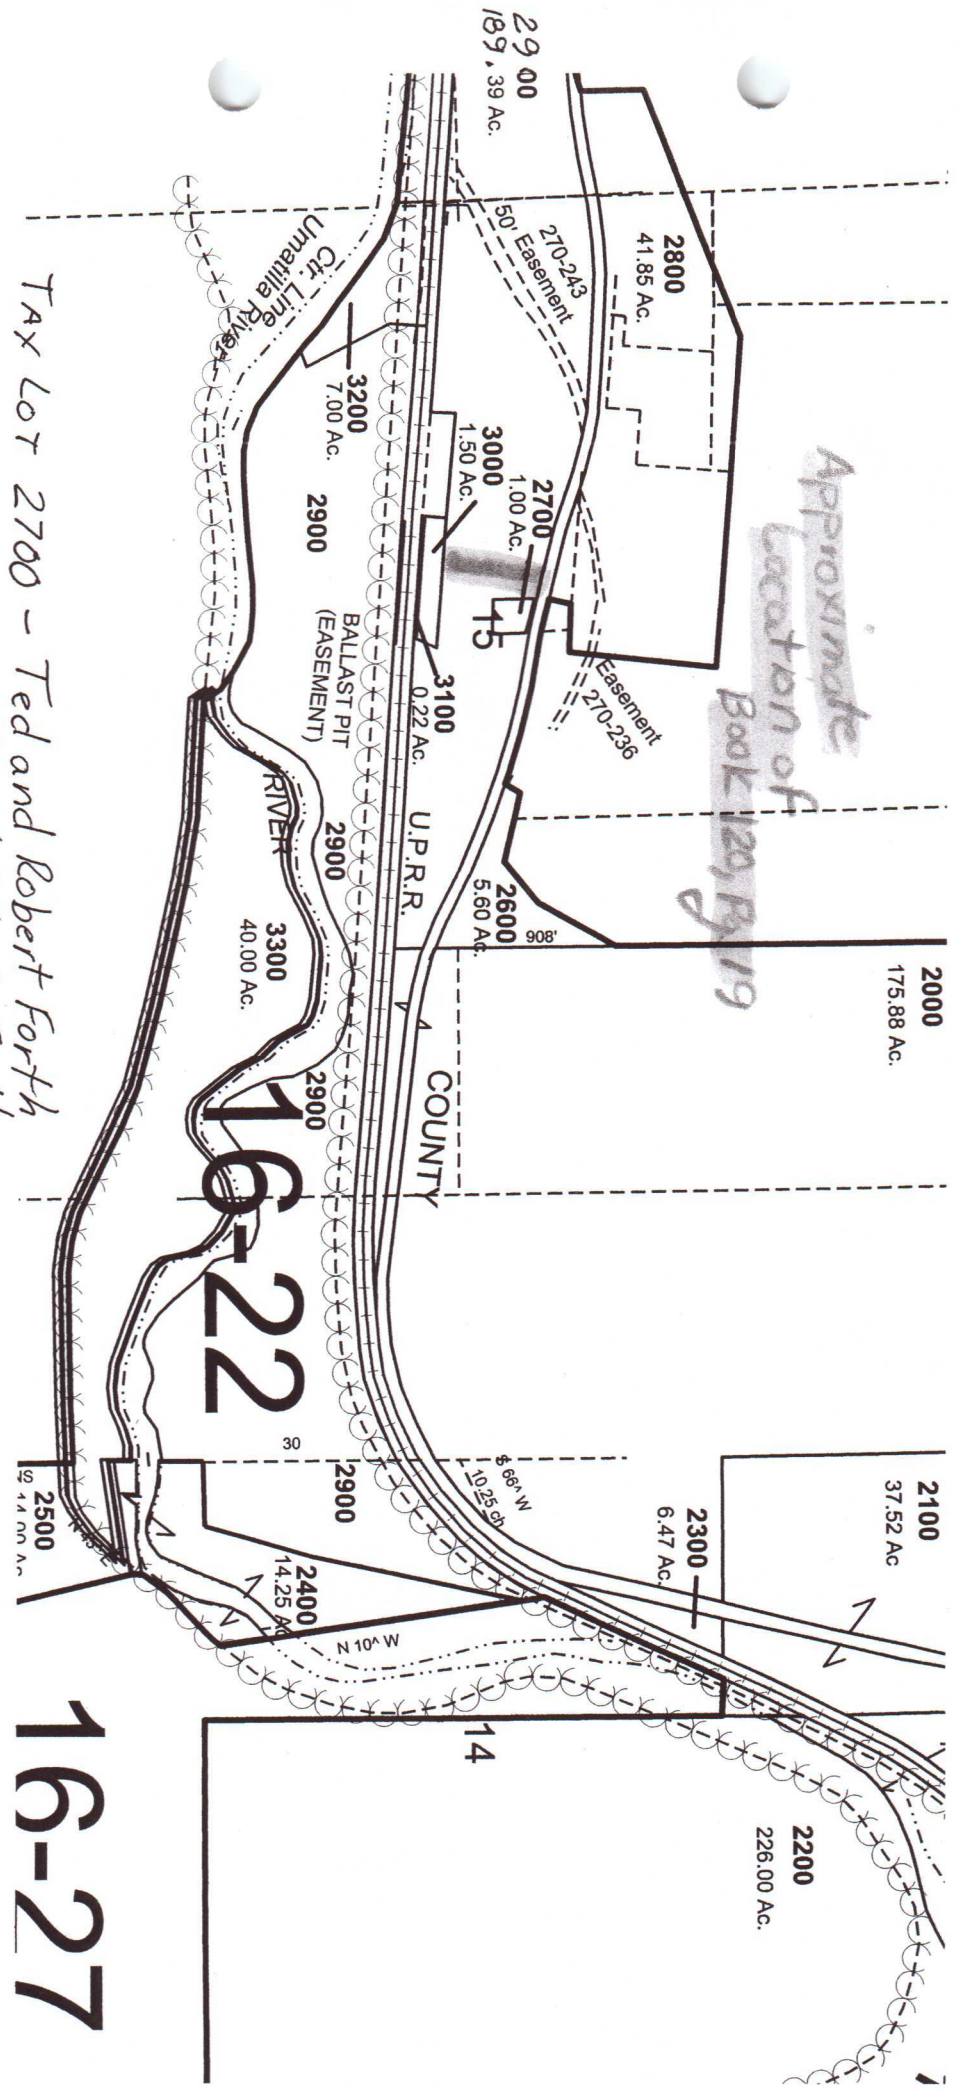 29 00
189.39 Ac.
2800
41.85 Ac.
270-243
50' Easement
Approximate
Location of
Book 120, Pg 19
2000
175.88 Ac.
2100
37.52 Ac
2200
226.00 Ac.
2300
6.47 Ac.
2700
1.00 Ac.
3000
1.50 Ac.
15
Easement
270-236
2600
5.60 Ac.
908'
3100
0.22 Ac.
U.P.R.R.
COUNTY
S 66^ W
10.25 ch
14
Ctr. Line
Umatilla River
3200
7.00 Ac.
2900
BALLAST PIT
(EASEMENT)
2900
RIVER
3300
40.00 Ac.
2900
16-22
30
2900
2400
14.25 Ac
N 10^ W
2500
16-27
TAX LOT 2700 - Ted and Robert Forth